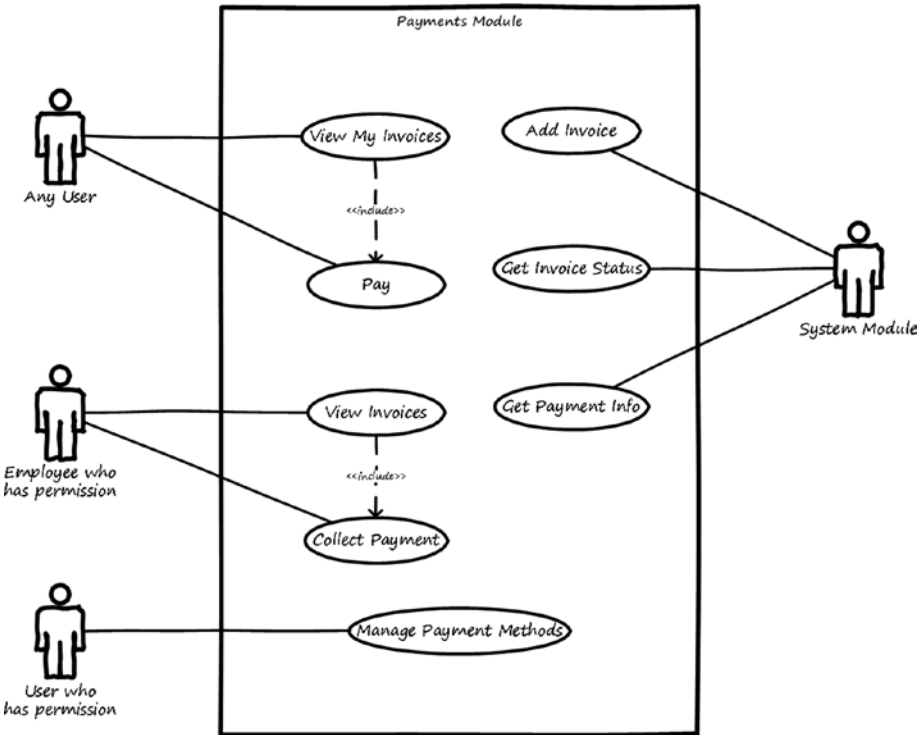 Payments Module
View My Invoices
Add Invoice
Any User
<<include>>
Get Invoice Status
Pay
System Module
View Invoices
Get Payment Info
Employee who
has permission
<<include>>
Collect Payment
Manage Payment Methods
User who
has permission